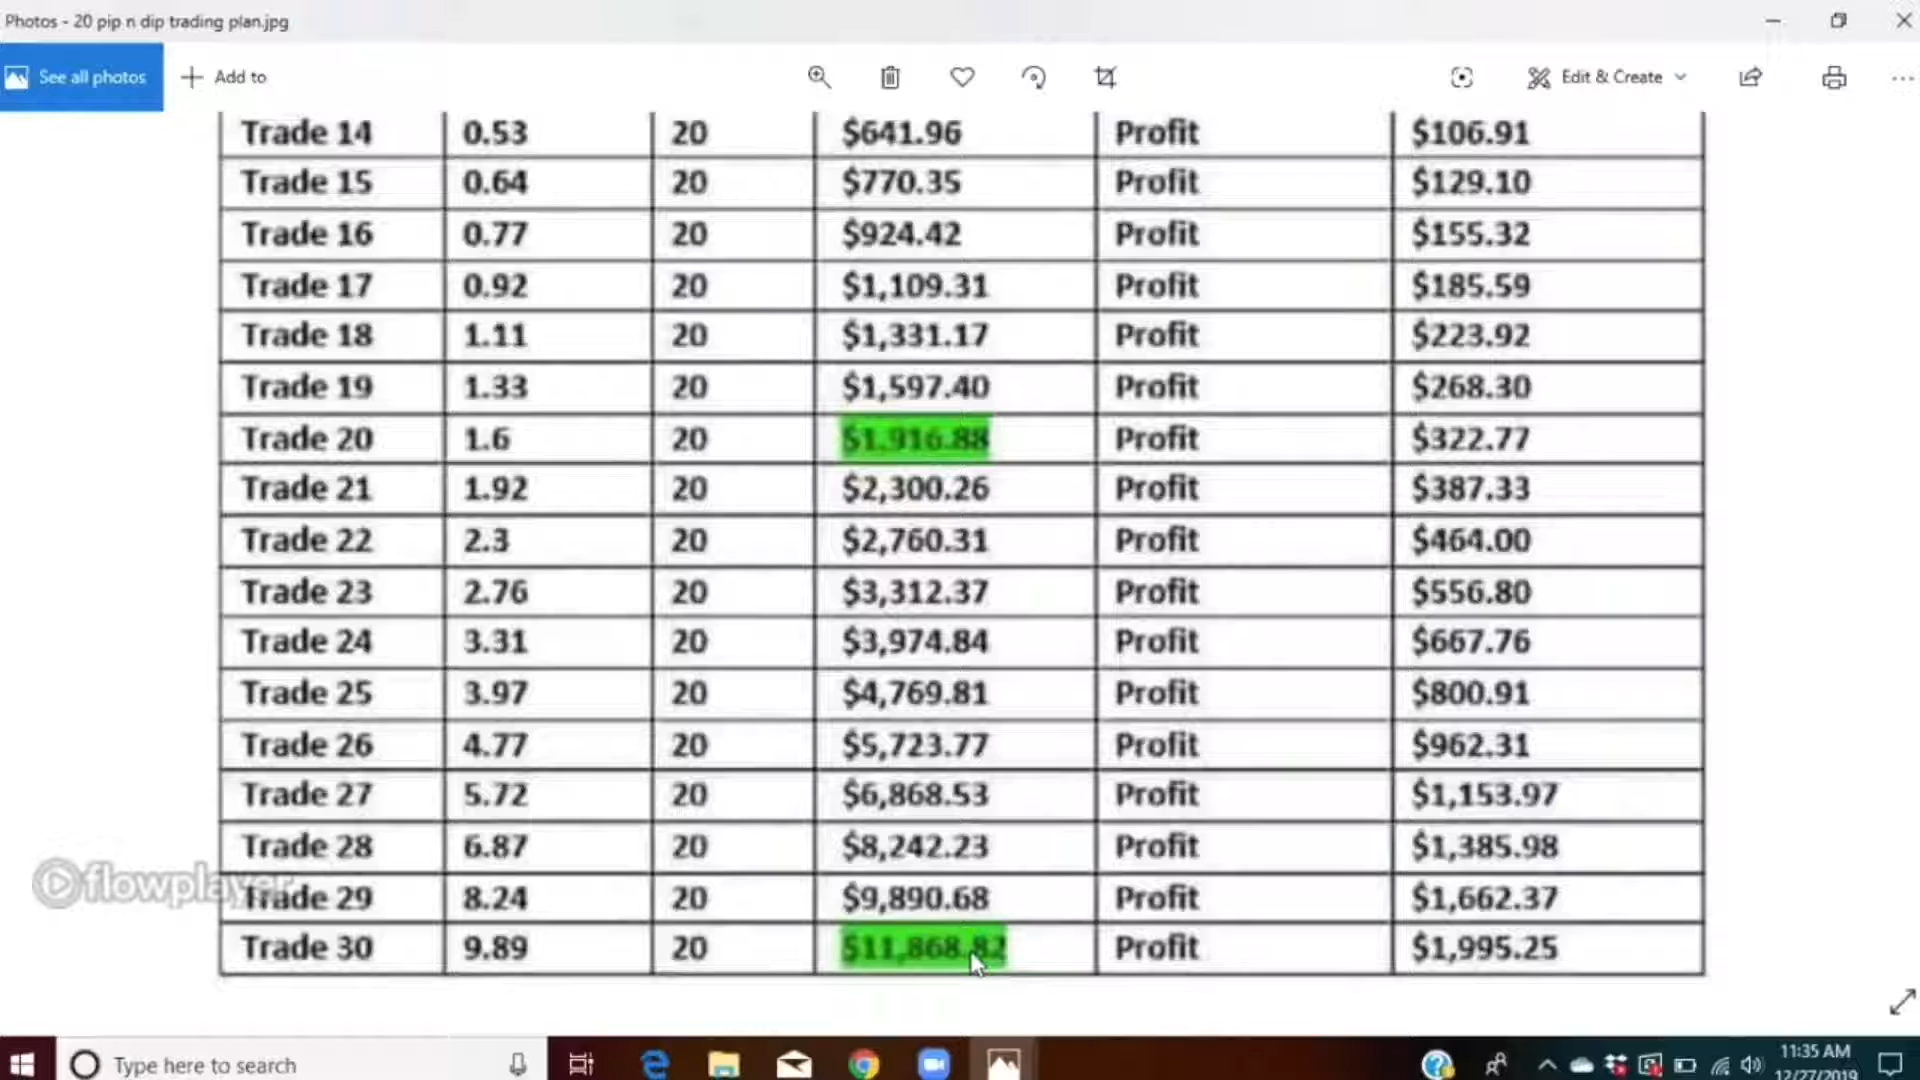 Photos - 20 pip n dip trading plan.jpg
See all photos Add to Edit & Create
Trade 14 0.53 20 $641.96 Profit $106.91
Trade 15 0.64 20 $770.35 Profit $129.10
Trade 16 0.77 20 $924.42 Profit $155.32
Trade 17 0.92 20 $1,109.31 Profit $185.59
Trade 18 1.11 20 $1,331.17 Profit $223.92
Trade 19 1.33 20 $1,597.40 Profit $268.30
Trade 20 1.6 20 $1,916.88 Profit $322.77
Trade 21 1.92 20 $2,300.26 Profit $387.33
Trade 22 2.3 20 $2,760.31 Profit $464.00
Trade 23 2.76 20 $3,312.37 Profit $556.80
Trade 24 3.31 20 $3,974.84 Profit $667.76
Trade 25 3.97 20 $4,769.81 Profit $800.91
Trade 26 4.77 20 $5,723.77 Profit $962.31
Trade 27 5.72 20 $6,868.53 Profit $1,153.97
Trade 28 6.87 20 $8,242.23 Profit $1,385.98
flowplayer
Trade 29 8.24 20 $9,890.68 Profit $1,662.37
Trade 30 9.89 20 $11,868.82 Profit $1,995.25
Type here to search
11:35 AM
12/27/2019